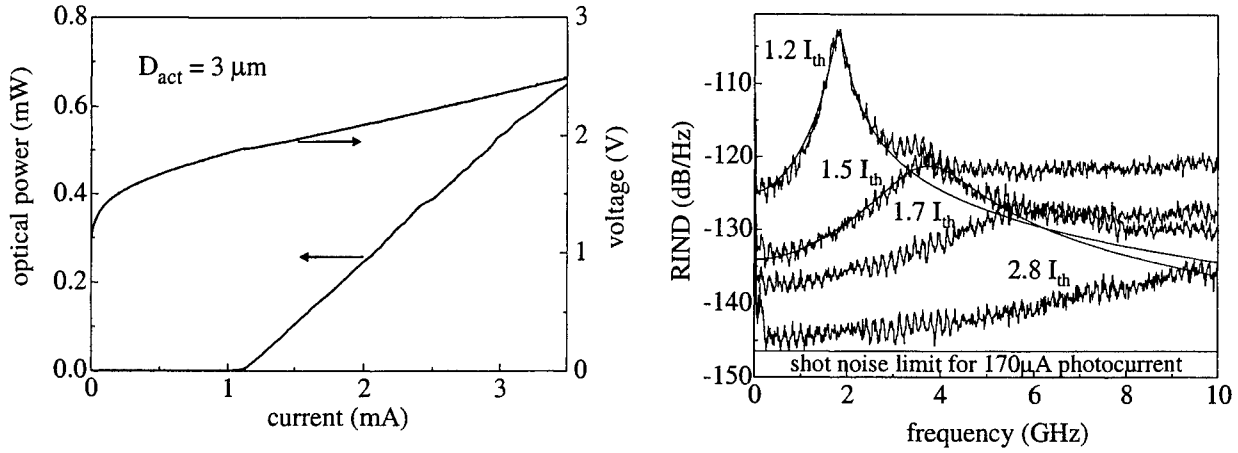 0.8
0.6
0.4
0.2
0.0
optical power (mW)
D_act = 3 μm
3
2
1
0
voltage (V)
0
1
2
3
current (mA)
-110
-120
-130
-140
-150
RIND (dB/Hz)
1.2 I_th
1.5 I_th
1.7 I_th
2.8 I_th
shot noise limit for 170μA photocurrent
0
2
4
6
8
10
frequency (GHz)